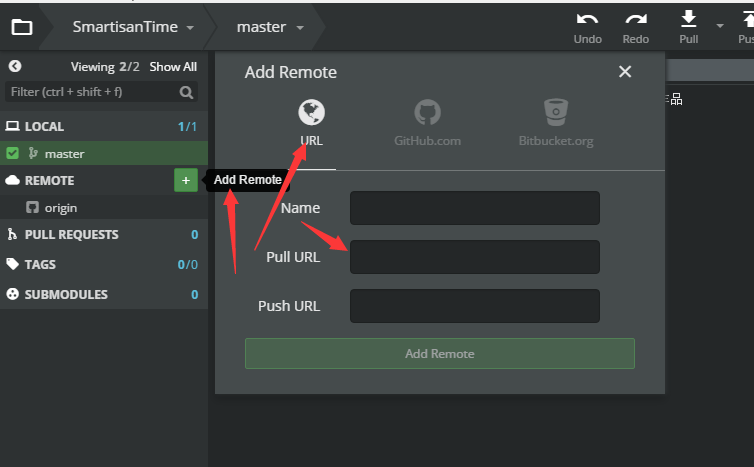 SmartisanTime
master
Undo
Redo
Pull
Viewing 2/2 Show All
Filter (ctrl + shift + f)
LOCAL 1/1
master
REMOTE
Add Remote
origin
PULL REQUESTS 0
TAGS 0/0
SUBMODULES 0
Add Remote
URL
GitHub.com
Bitbucket.org
Name
Pull URL
Push URL
Add Remote
品